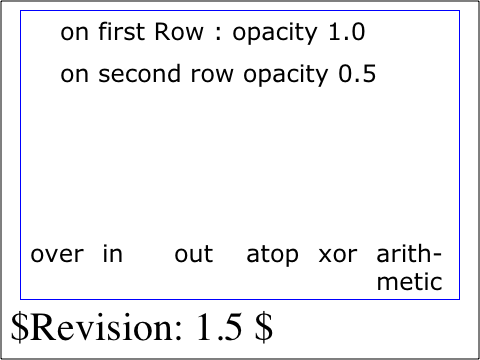 on first Row : opacity 1.0
on second row opacity 0.5
over in out atop xor arith-
metic
$Revision: 1.5 $